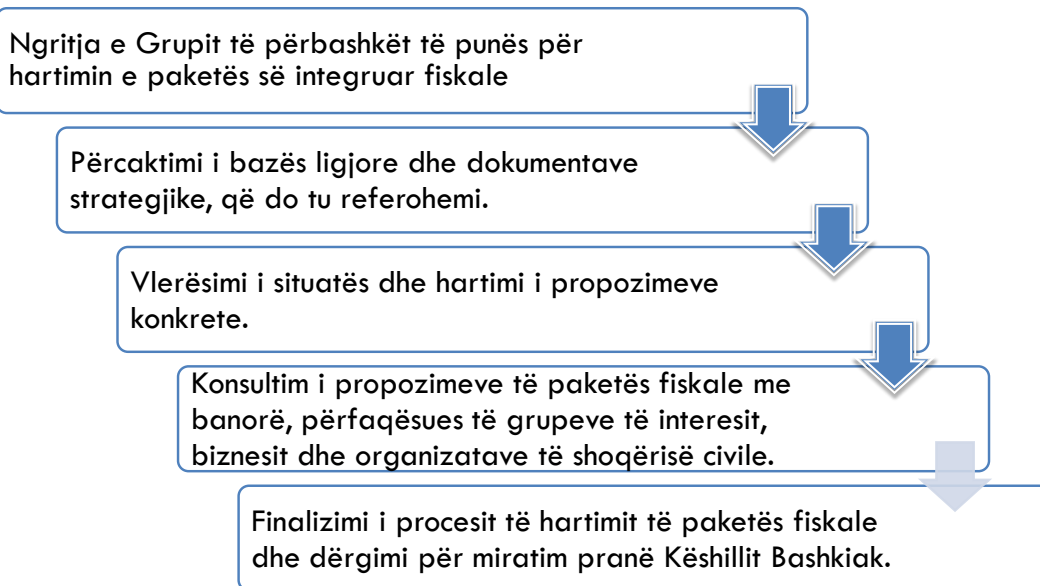 Ngritja e Grupit të përbashkët të punës për
hartimin e paketës së integruar fiskale
Përcaktimi i bazës ligjore dhe dokumentave
strategjike, që do tu referohemi.
Vlerësimi i situatës dhe hartimi i propozimeve
konkrete.
Konsultim i propozimeve të paketës fiskale me
banorë, përfaqësues të grupeve të interesit,
biznesit dhe organizatave të shoqërisë civile.
Finalizimi i procesit të hartimit të paketës fiskale
dhe dërgimi për miratim pranë Këshillit Bashkiak.